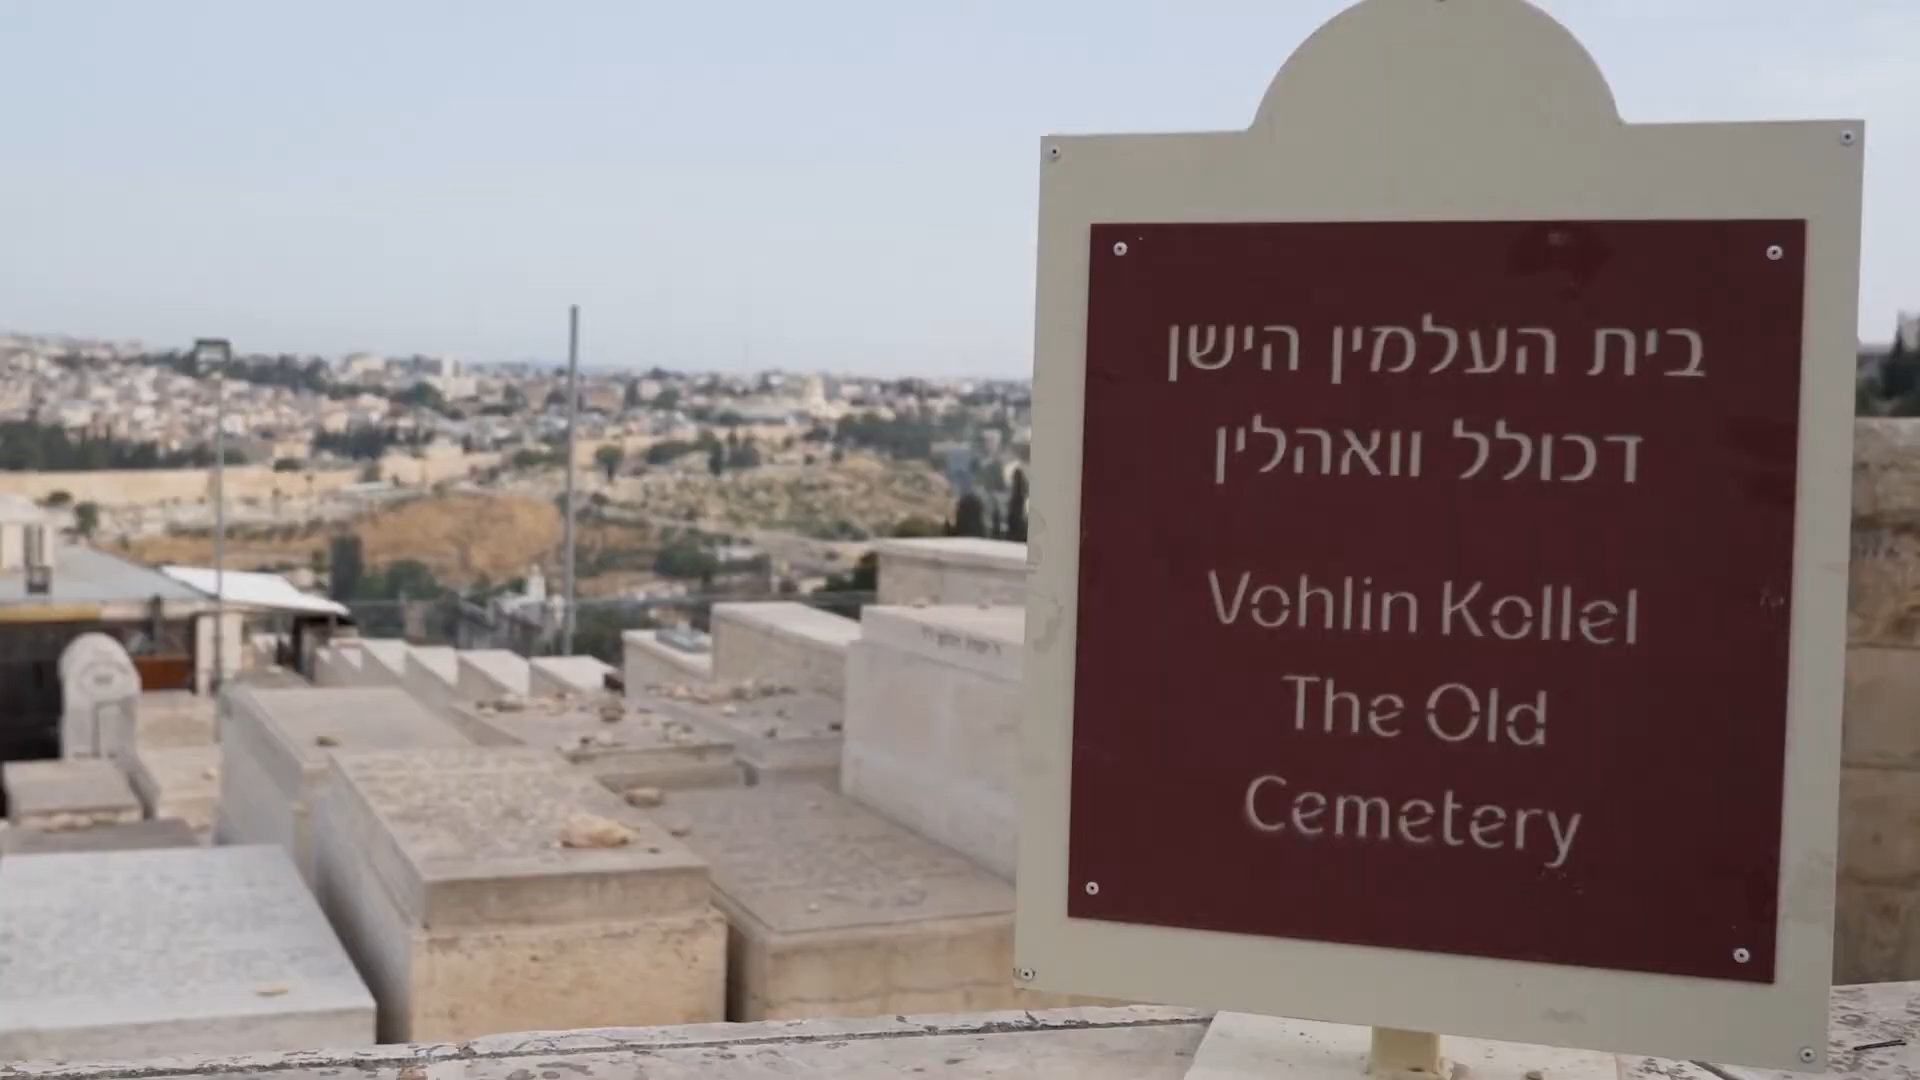 בית העלמין הישן
דכולל וואהלין
Vohlin Kollel
The Old
Cemetery